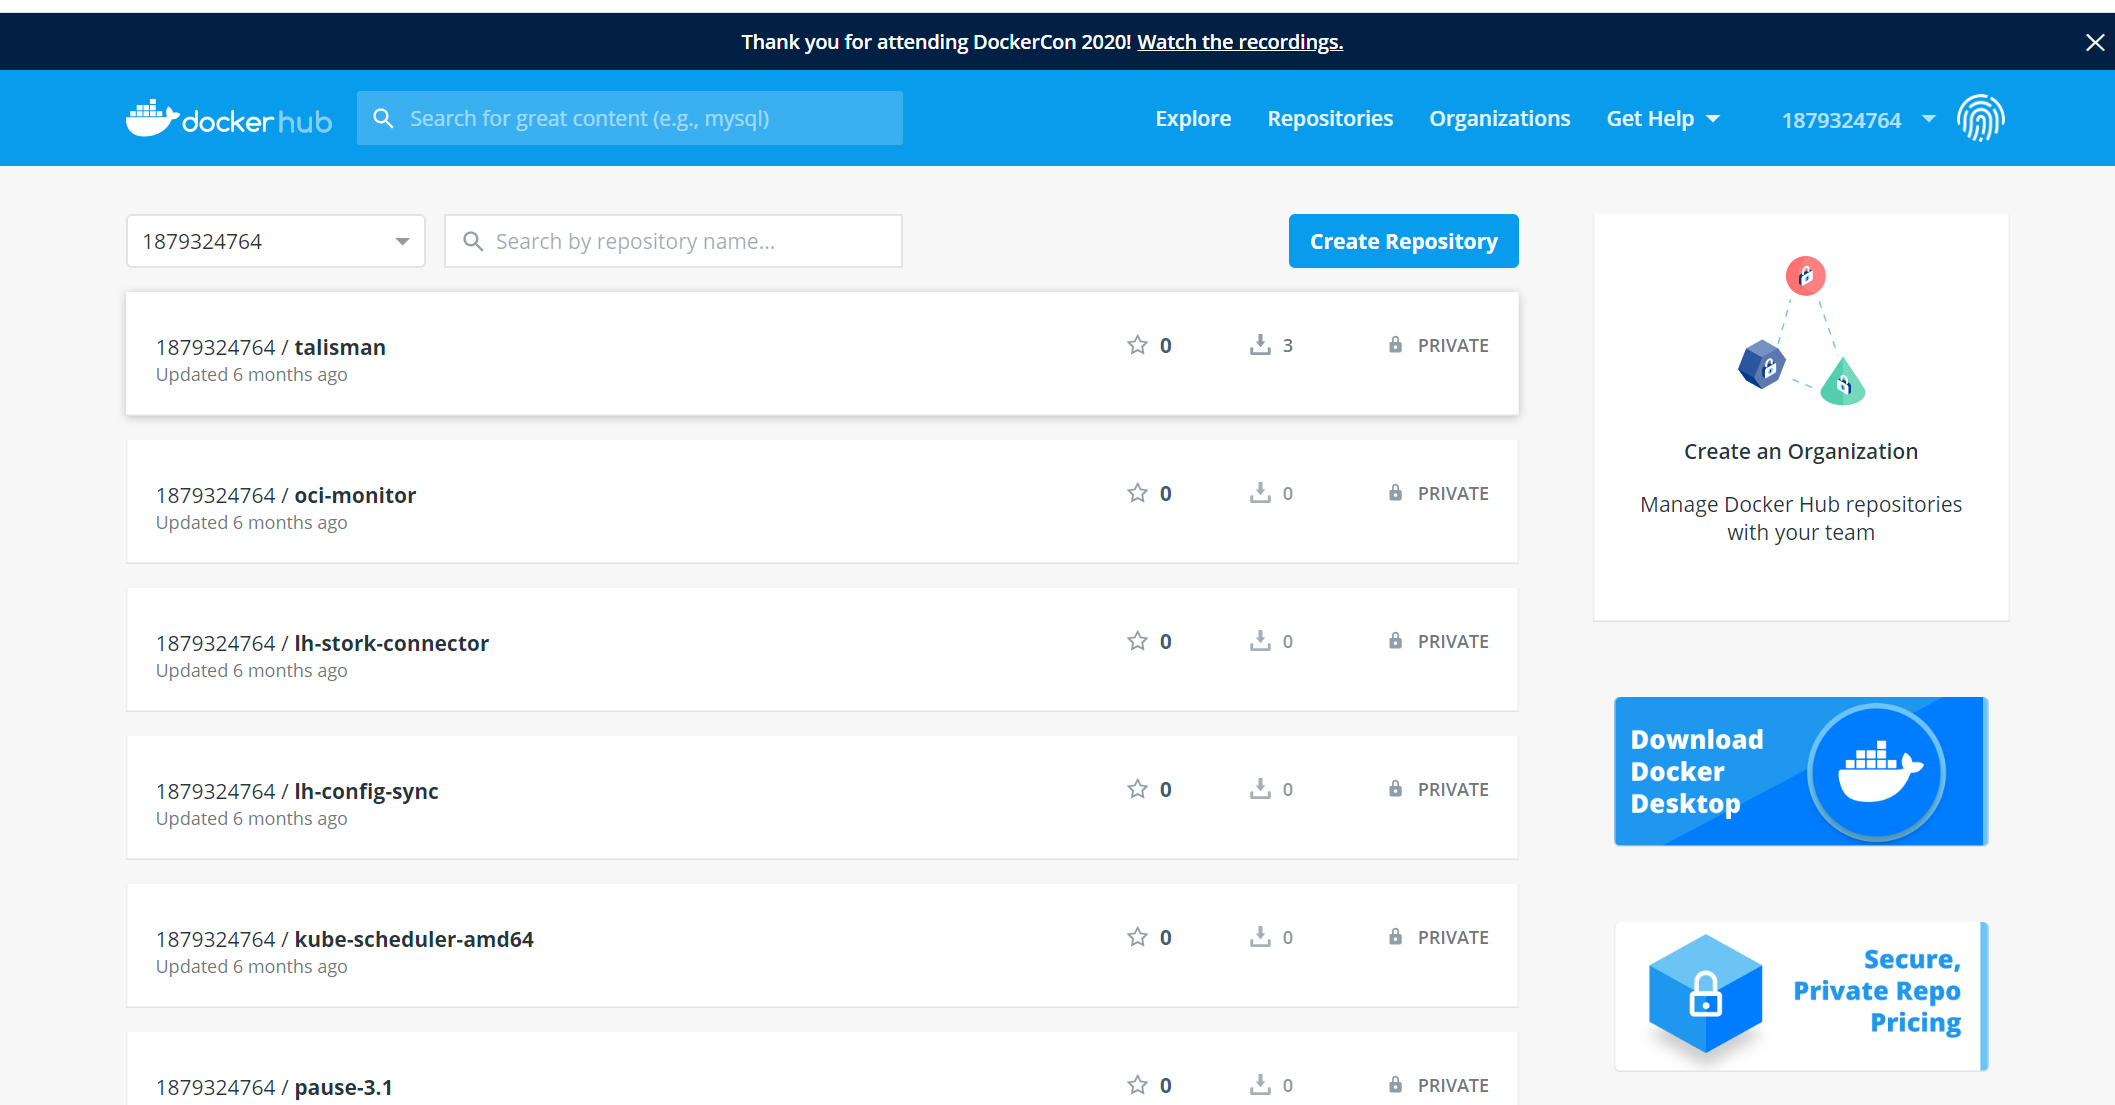 Thank you for attending DockerCon 2020! Watch the recordings.
docker hub
Search for great content (e.g., mysql)
Explore
Repositories
Organizations
Get Help
1879324764
1879324764
Search by repository name...
Create Repository
1879324764 / talisman
Updated 6 months ago
0
3
PRIVATE
1879324764 / oci-monitor
Updated 6 months ago
0
0
PRIVATE
1879324764 / lh-stork-connector
Updated 6 months ago
0
0
PRIVATE
1879324764 / lh-config-sync
Updated 6 months ago
0
0
PRIVATE
1879324764 / kube-scheduler-amd64
Updated 6 months ago
0
0
PRIVATE
1879324764 / pause-3.1
0
0
PRIVATE
Create an Organization
Manage Docker Hub repositories
with your team
Download
Docker
Desktop
Secure,
Private Repo
Pricing